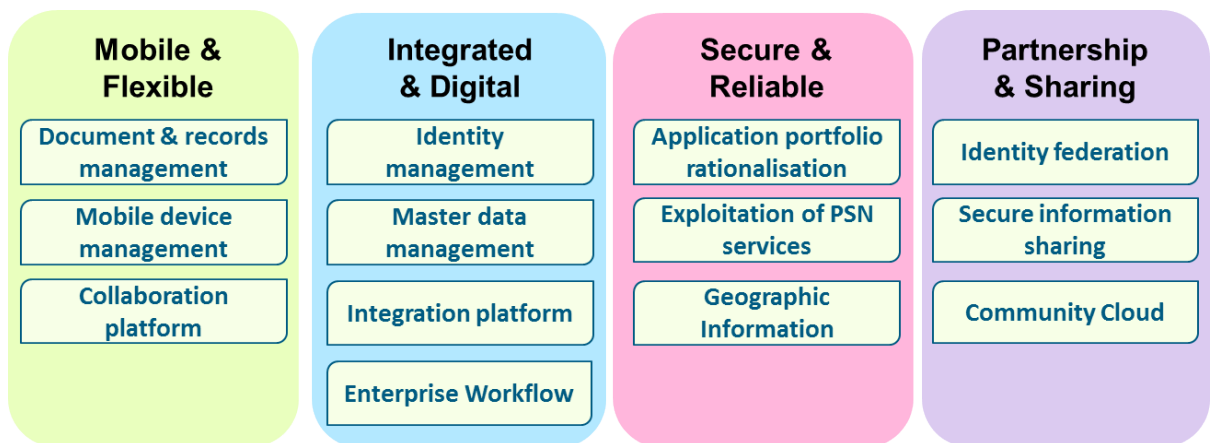 Mobile &
Flexible
Document & records
management
Mobile device
management
Collaboration
platform
Integrated
& Digital
Identity
management
Master data
management
Integration platform
Enterprise Workflow
Secure &
Reliable
Application portfolio
rationalisation
Exploitation of PSN
services
Geographic
Information
Partnership
& Sharing
Identity federation
Secure information
sharing
Community Cloud